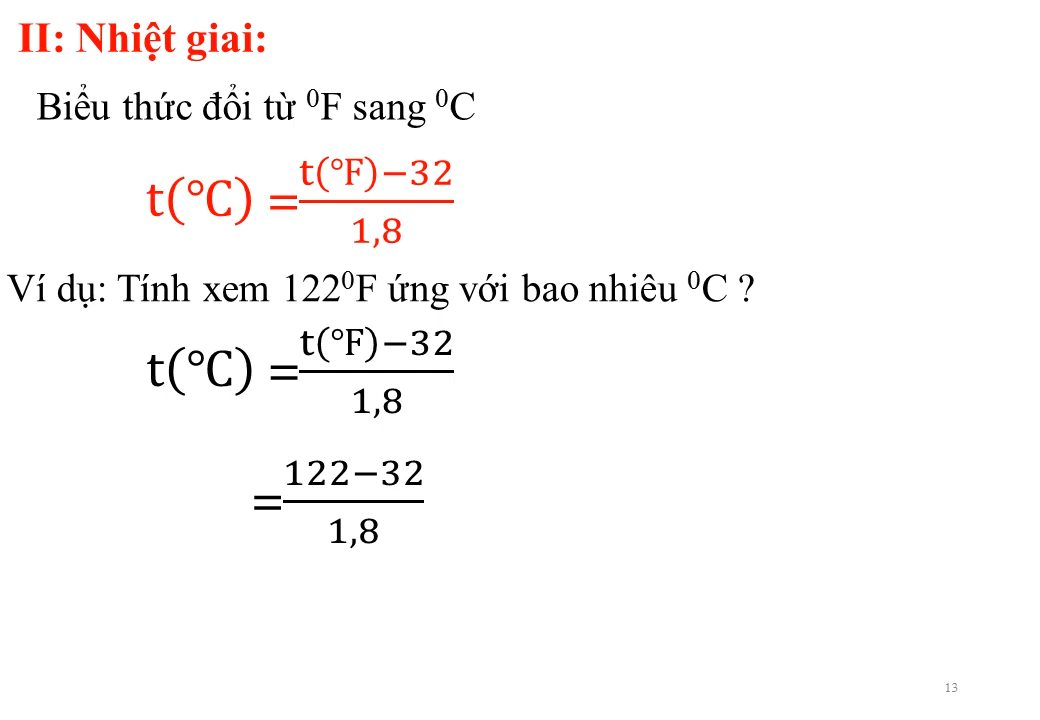 II: Nhiệt giai:
Biểu thức đổi từ ⁰F sang ⁰C
t(℃) = t(℉)−32
1,8
Ví dụ: Tính xem 122⁰F ứng với bao nhiêu ⁰C ?
t(℃) = t(℉)−32
1,8
= 122−32
1,8
13